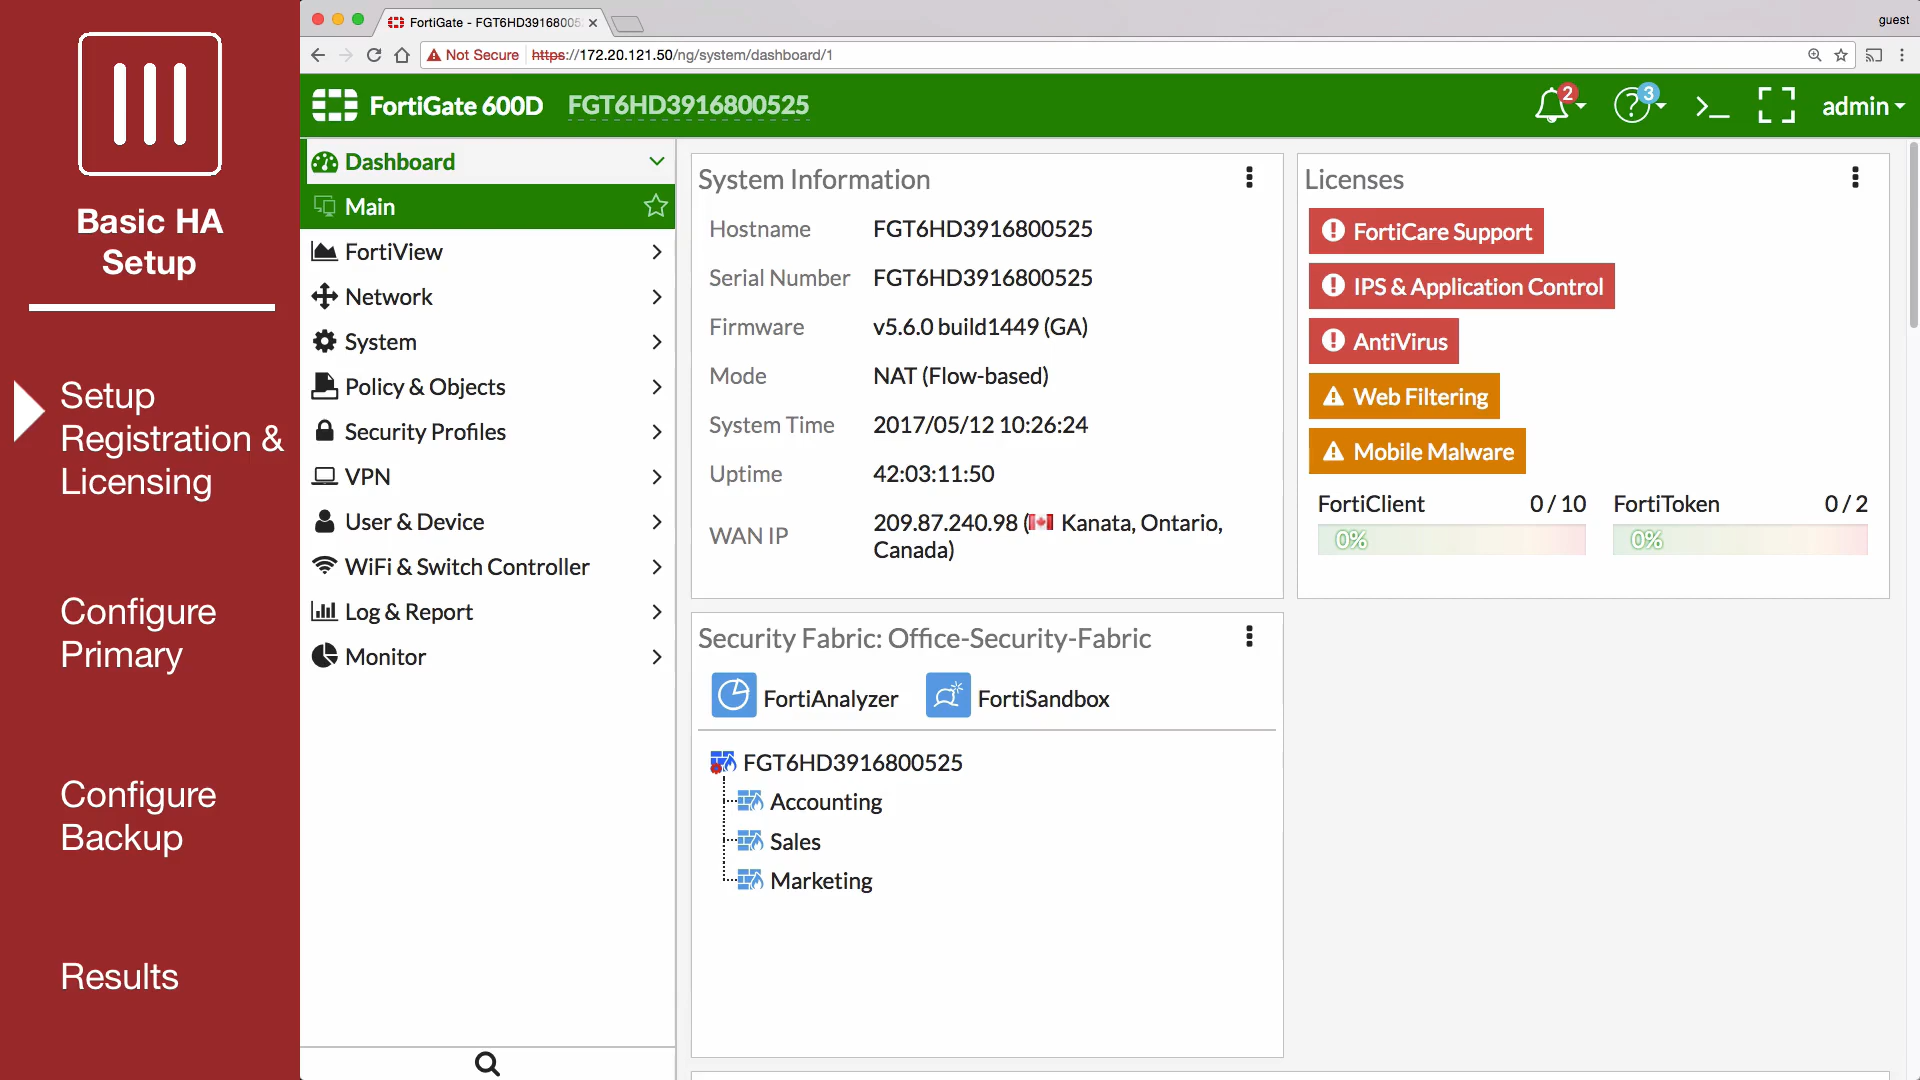 Basic HA
Setup
Setup
Registration &
Licensing
Configure
Primary
Configure
Backup
Results
FortiGate - FGT6HD39168005
guest
Not Secure https://172.20.121.50/ng/system/dashboard/1
FortiGate 600D FGT6HD3916800525
2
3
admin
Dashboard
Main
FortiView
Network
System
Policy & Objects
Security Profiles
VPN
User & Device
WiFi & Switch Controller
Log & Report
Monitor
System Information
Hostname FGT6HD3916800525
Serial Number FGT6HD3916800525
Firmware v5.6.0 build1449 (GA)
Mode NAT (Flow-based)
System Time 2017/05/12 10:26:24
Uptime 42:03:11:50
WAN IP 209.87.240.98 (Kanata, Ontario,
Canada)
Licenses
FortiCare Support
IPS & Application Control
AntiVirus
Web Filtering
Mobile Malware
FortiClient 0 / 10 FortiToken 0 / 2
0% 0%
Security Fabric: Office-Security-Fabric
FortiAnalyzer FortiSandbox
FGT6HD3916800525
Accounting
Sales
Marketing